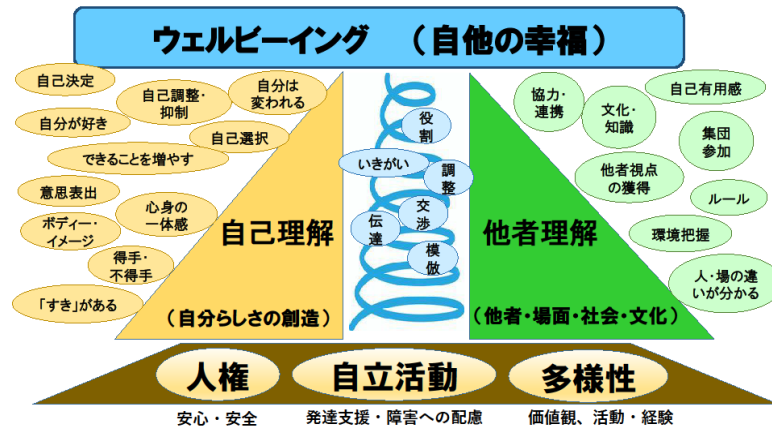 ウェルビーイング （自他の幸福）
自己決定
自己調整・
抑制
自分は
変われる
自分が好き
自己選択
できることを増やす
意思表出
心身の
一体感
ボディー・
イメージ
得手・
不得手
「すき」がある
自己理解
（自分らしさの創造）
役
割
いきがい
調
整
交
渉
伝
達
模
倣
他者理解
（他者・場面・社会・文化）
協力・
連携
文化・
知識
自己有用感
集団
参加
他者視点
の獲得
ルール
環境把握
人・場の違
いが分かる
人権
自立活動
多様性
安心・安全
発達支援・障害への配慮
価値観、活動・経験